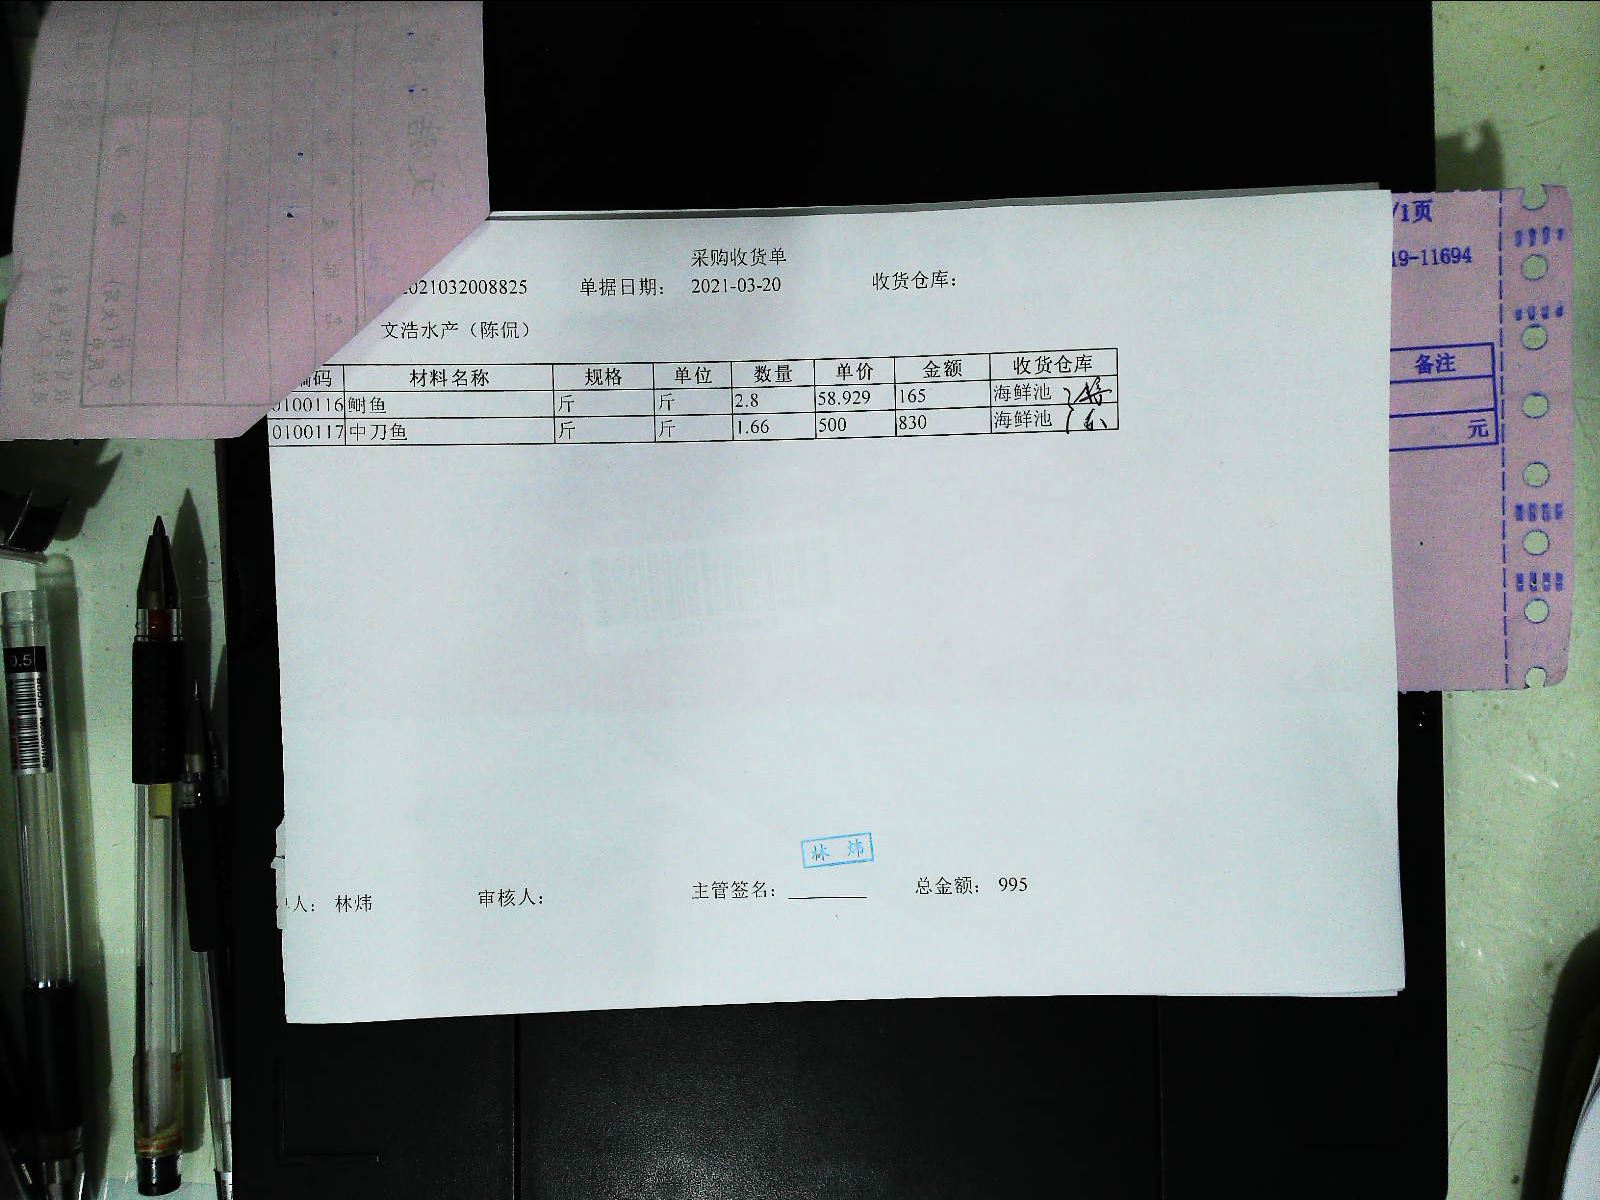 采购收货单
021032008825 单据日期： 2021-03-20 收货仓库：
文浩水产（陈侃）
编码 材料名称 规格 单位 数量 单价 金额 收货仓库
0100116 鲥鱼 斤 斤 2.8 58.929 165 海鲜池
0100117 中刀鱼 斤 斤 1.66 500 830 海鲜池
林 炜
人： 林炜 审核人： 主管签名： 总金额： 995
/1页
19-11694
备注
元
0.5